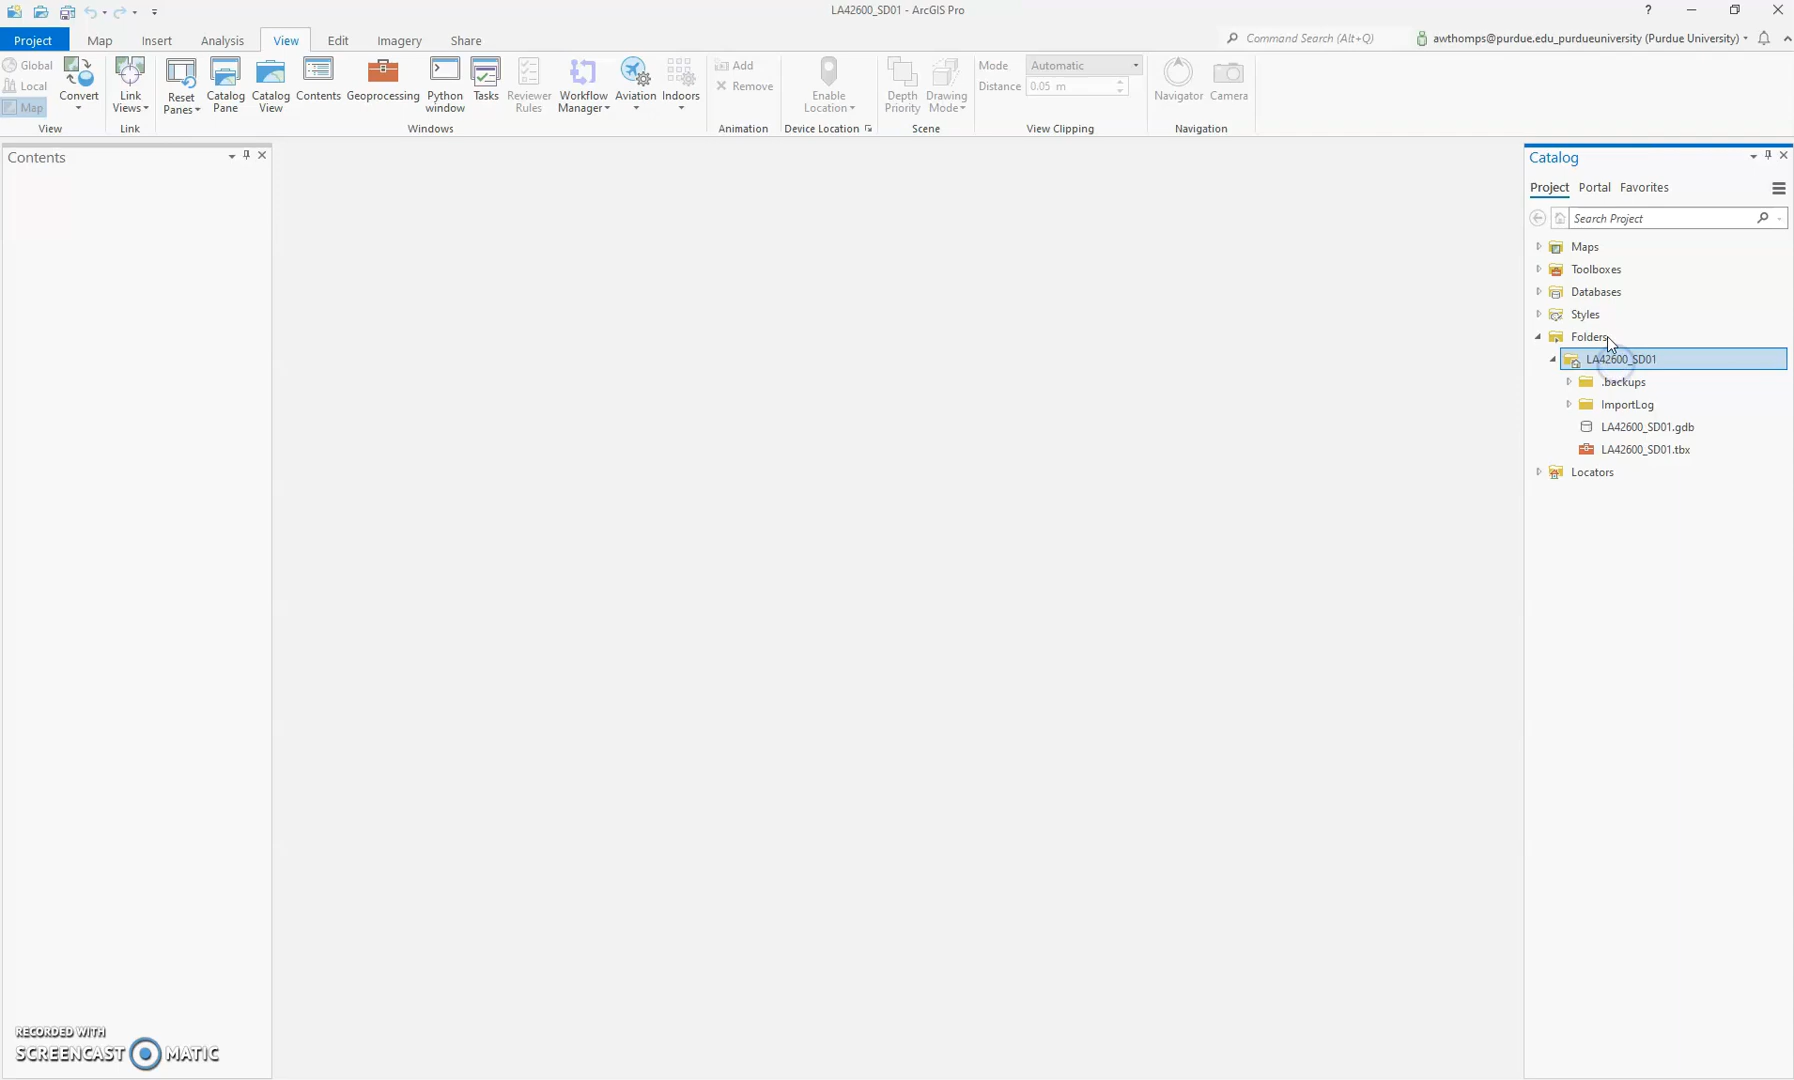 LA42600_SD01 - ArcGIS Pro
?
Project Map Insert Analysis View Edit Imagery Share
Command Search (Alt+Q)
awthomps@purdue.edu_purdueuniversity (Purdue University)
Global
Local
Map
Convert
Link Views
Reset Panes
Catalog Pane
Catalog View
Contents
Geoprocessing
Python window
Tasks
Reviewer Rules
Workflow Manager
Aviation
Indoors
Add
Remove
Enable Location
Depth Priority
Drawing Mode
Mode Automatic
Distance 0.05 m
Navigator
Camera
View Link Windows Animation Device Location Scene View Clipping Navigation
Contents
Catalog
Project Portal Favorites
Search Project
Maps
Toolboxes
Databases
Styles
Folders
LA42600_SD01
.backups
ImportLog
LA42600_SD01.gdb
LA42600_SD01.tbx
Locators
RECORDED WITH
SCREENCAST MATIC